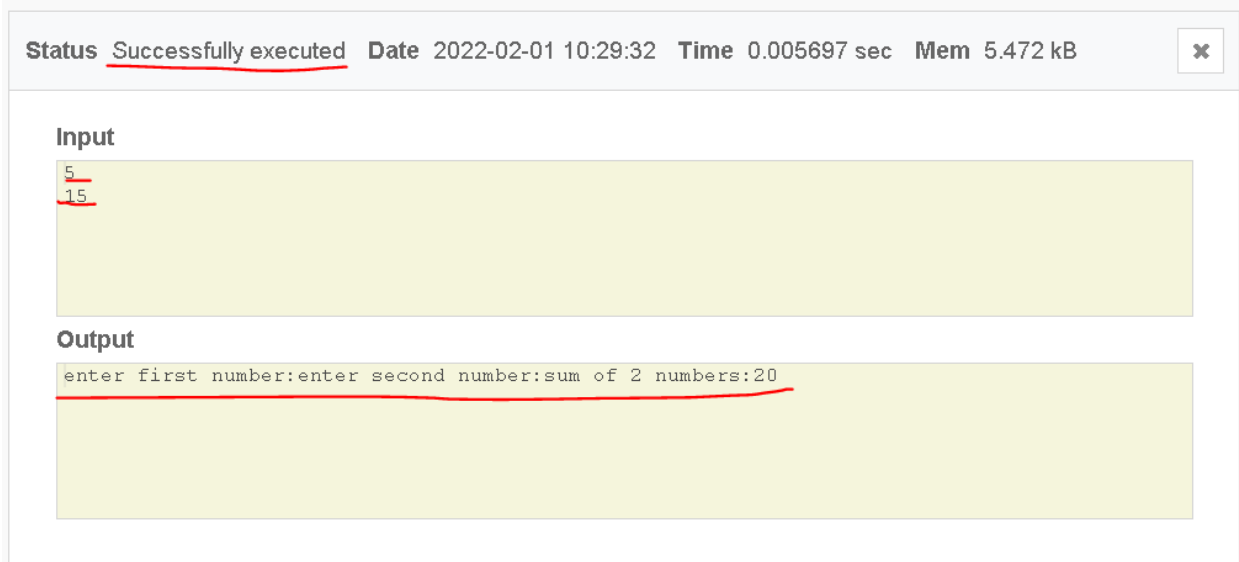 Status Successfully executed Date 2022-02-01 10:29:32 Time 0.005697 sec Mem 5.472 kB
Input
5
15
Output
enter first number:enter second number:sum of 2 numbers:20